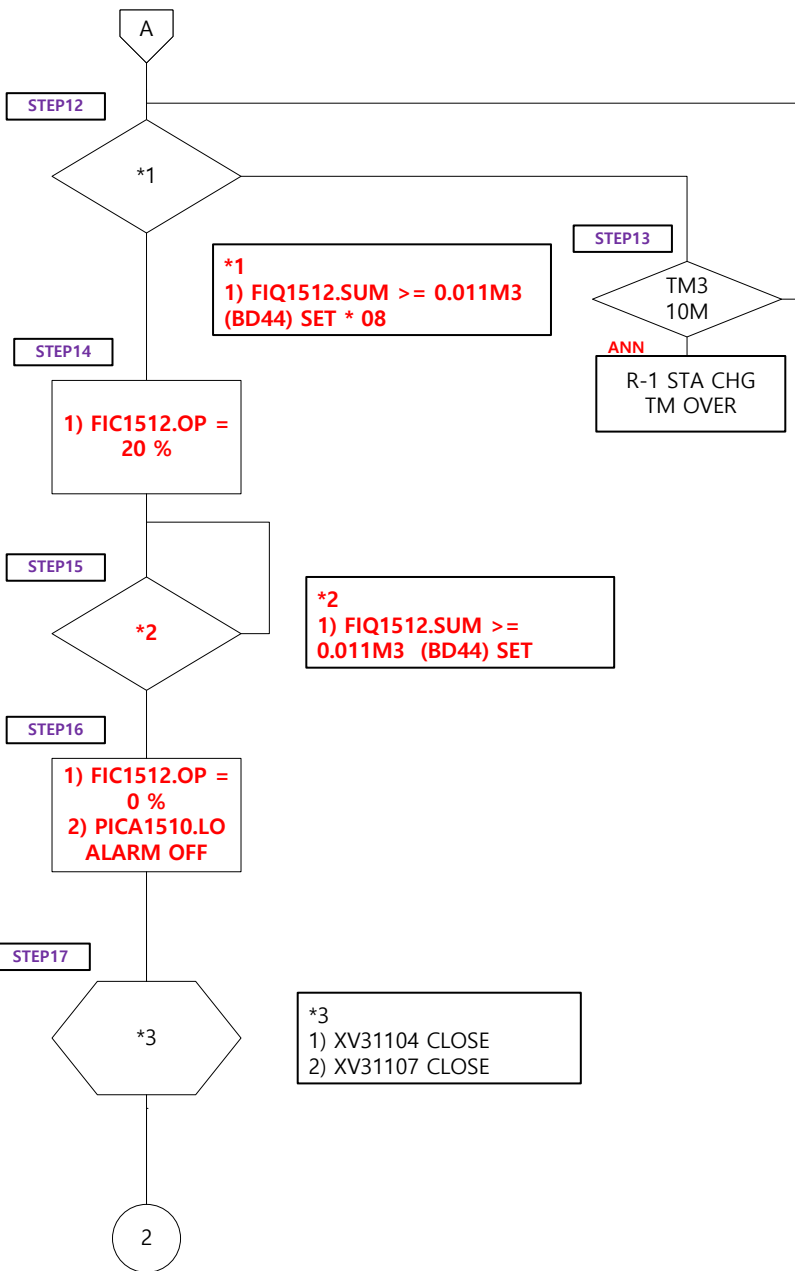 A
STEP12
*1
STEP13
*1
1) FIQ1512.SUM >= 0.011M3
(BD44) SET * 08
TM3
10M
STEP14
ANN
R-1 STA CHG
TM OVER
1) FIC1512.OP =
20 %
STEP15
*2
*2
1) FIQ1512.SUM >=
0.011M3 (BD44) SET
STEP16
1) FIC1512.OP =
0 %
2) PICA1510.LO
ALARM OFF
STEP17
*3
*3
1) XV31104 CLOSE
2) XV31107 CLOSE
2